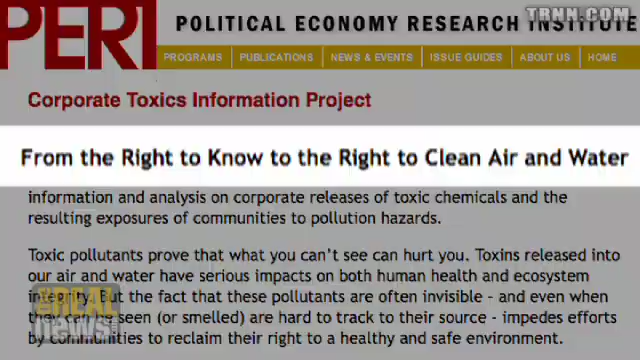 TRNN.COM
PERI POLITICAL ECONOMY RESEARCH INSTITUTE
PROGRAMS PUBLICATIONS NEWS & EVENTS ISSUE GUIDES ABOUT US HOME
Corporate Toxics Information Project
From the Right to Know to the Right to Clean Air and Water
information and analysis on corporate releases of toxic chemicals and the
resulting exposures of communities to pollution hazards.
Toxic pollutants prove that what you can't see can hurt you. Toxins released into
our air and water have serious impacts on both human health and ecosystem
integrity. But the fact that these pollutants are often invisible - and even when
they can be seen (or smelled) are hard to track to their source - impedes efforts
by communities to reclaim their right to a healthy and safe environment.
THE REAL
news